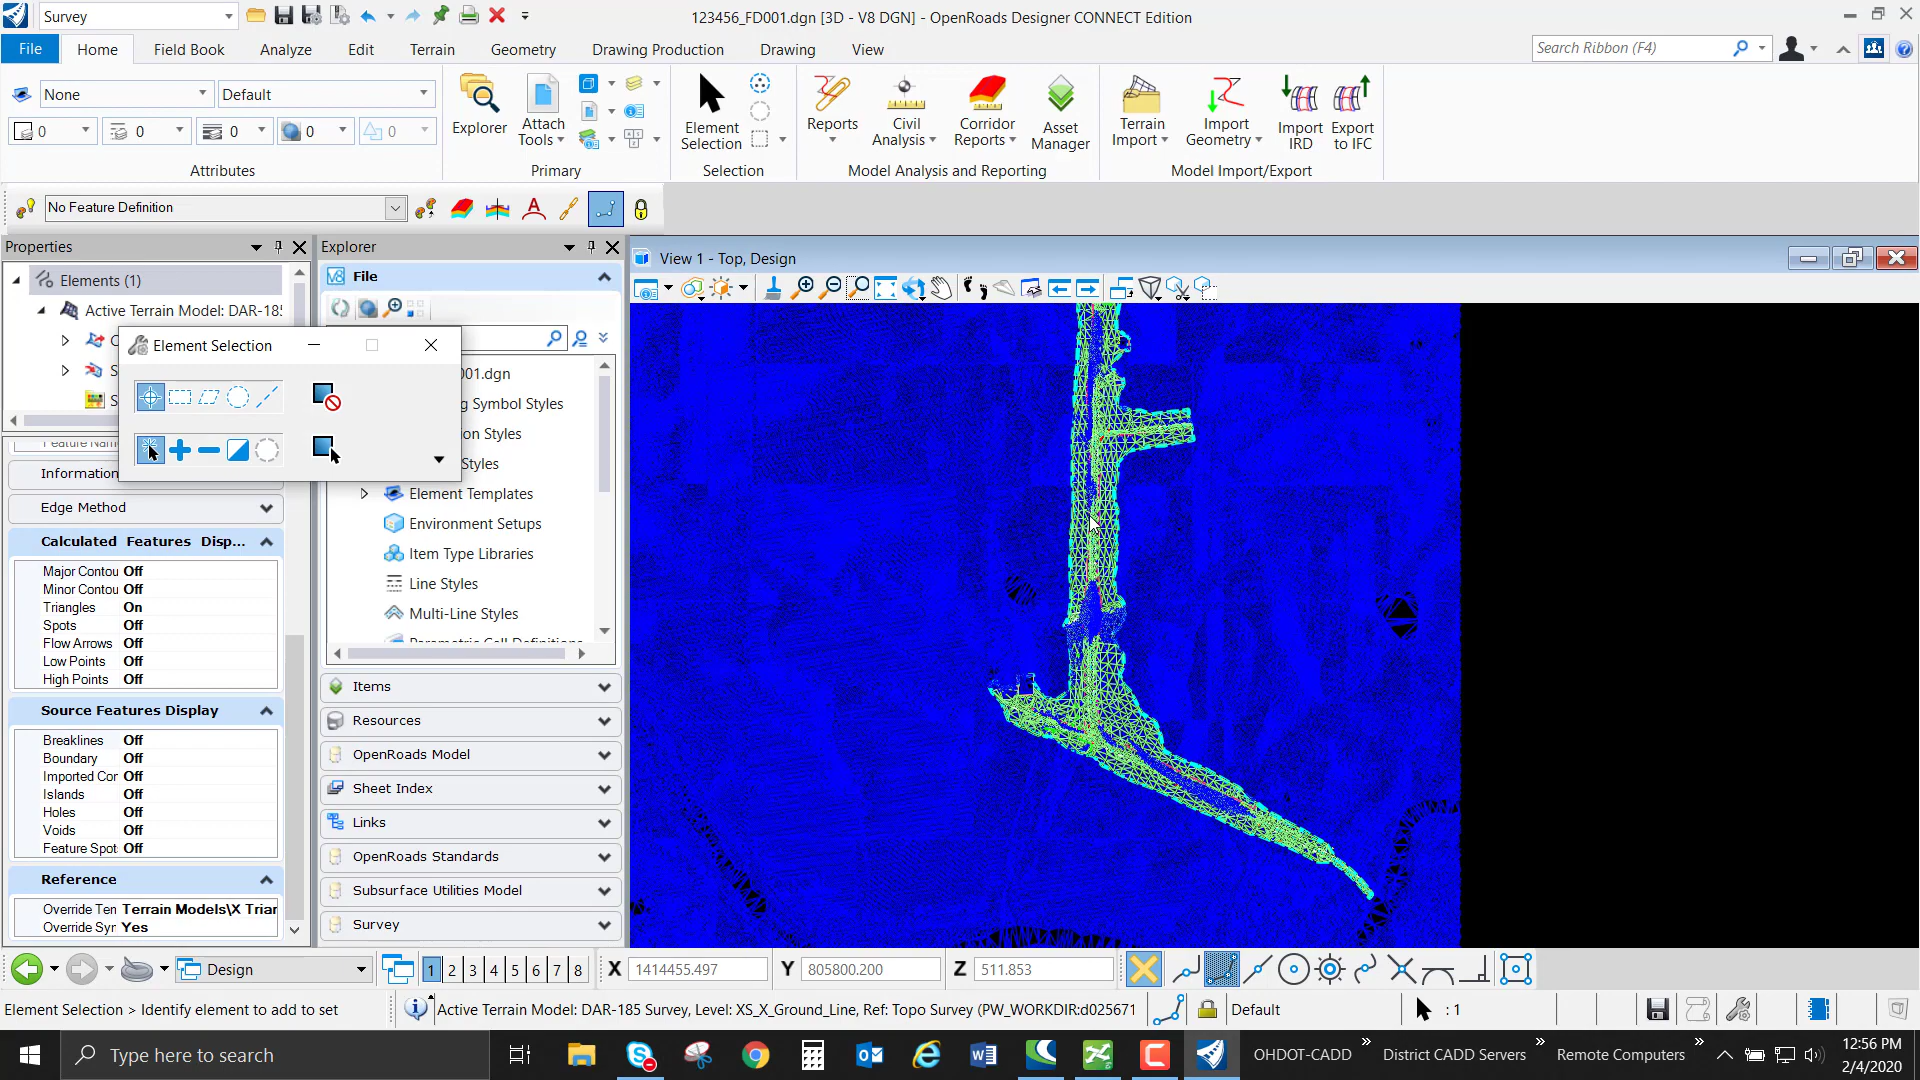 Survey
123456_FD001.dgn [3D - V8 DGN] - OpenRoads Designer CONNECT Edition
File Home Field Book Analyze Edit Terrain Geometry Drawing Production Drawing View
Search Ribbon (F4)
None Default
0 0 0 0 0
Explorer
Attach Tools
Element Selection
Reports
Civil Analysis
Corridor Reports
Asset Manager
Terrain Import
Import Geometry
Import IRD
Export to IFC
Attributes Primary Selection Model Analysis and Reporting Model Import/Export
No Feature Definition
Properties
Elements (1)
Active Terrain Model: DAR-185
Element Selection
Feature Nam
Information
Edge Method
Calculated Features Disp...
Major Contou Off
Minor Contou Off
Triangles On
Spots Off
Flow Arrows Off
Low Points Off
High Points Off
Source Features Display
Breaklines Off
Boundary Off
Imported Cor Off
Islands Off
Holes Off
Voids Off
Feature Spot Off
Reference
Override Ten Terrain Models\X Trian
Override Syr Yes
Explorer
File
001.dgn
g Symbol Styles
on Styles
Styles
Element Templates
Environment Setups
Item Type Libraries
Line Styles
Multi-Line Styles
Items
Resources
OpenRoads Model
Sheet Index
Links
OpenRoads Standards
Subsurface Utilities Model
Survey
View 1 - Top, Design
Design
1 2 3 4 5 6 7 8
X 1414455.497 Y 805800.200 Z 511.853
Element Selection > Identify element to add to set
Active Terrain Model: DAR-185 Survey, Level: XS_X_Ground_Line, Ref: Topo Survey (PW_WORKDIR:d025671
Default
: 1
Type here to search
OHDOT-CADD
District CADD Servers
Remote Computers
12:56 PM
2/4/2020